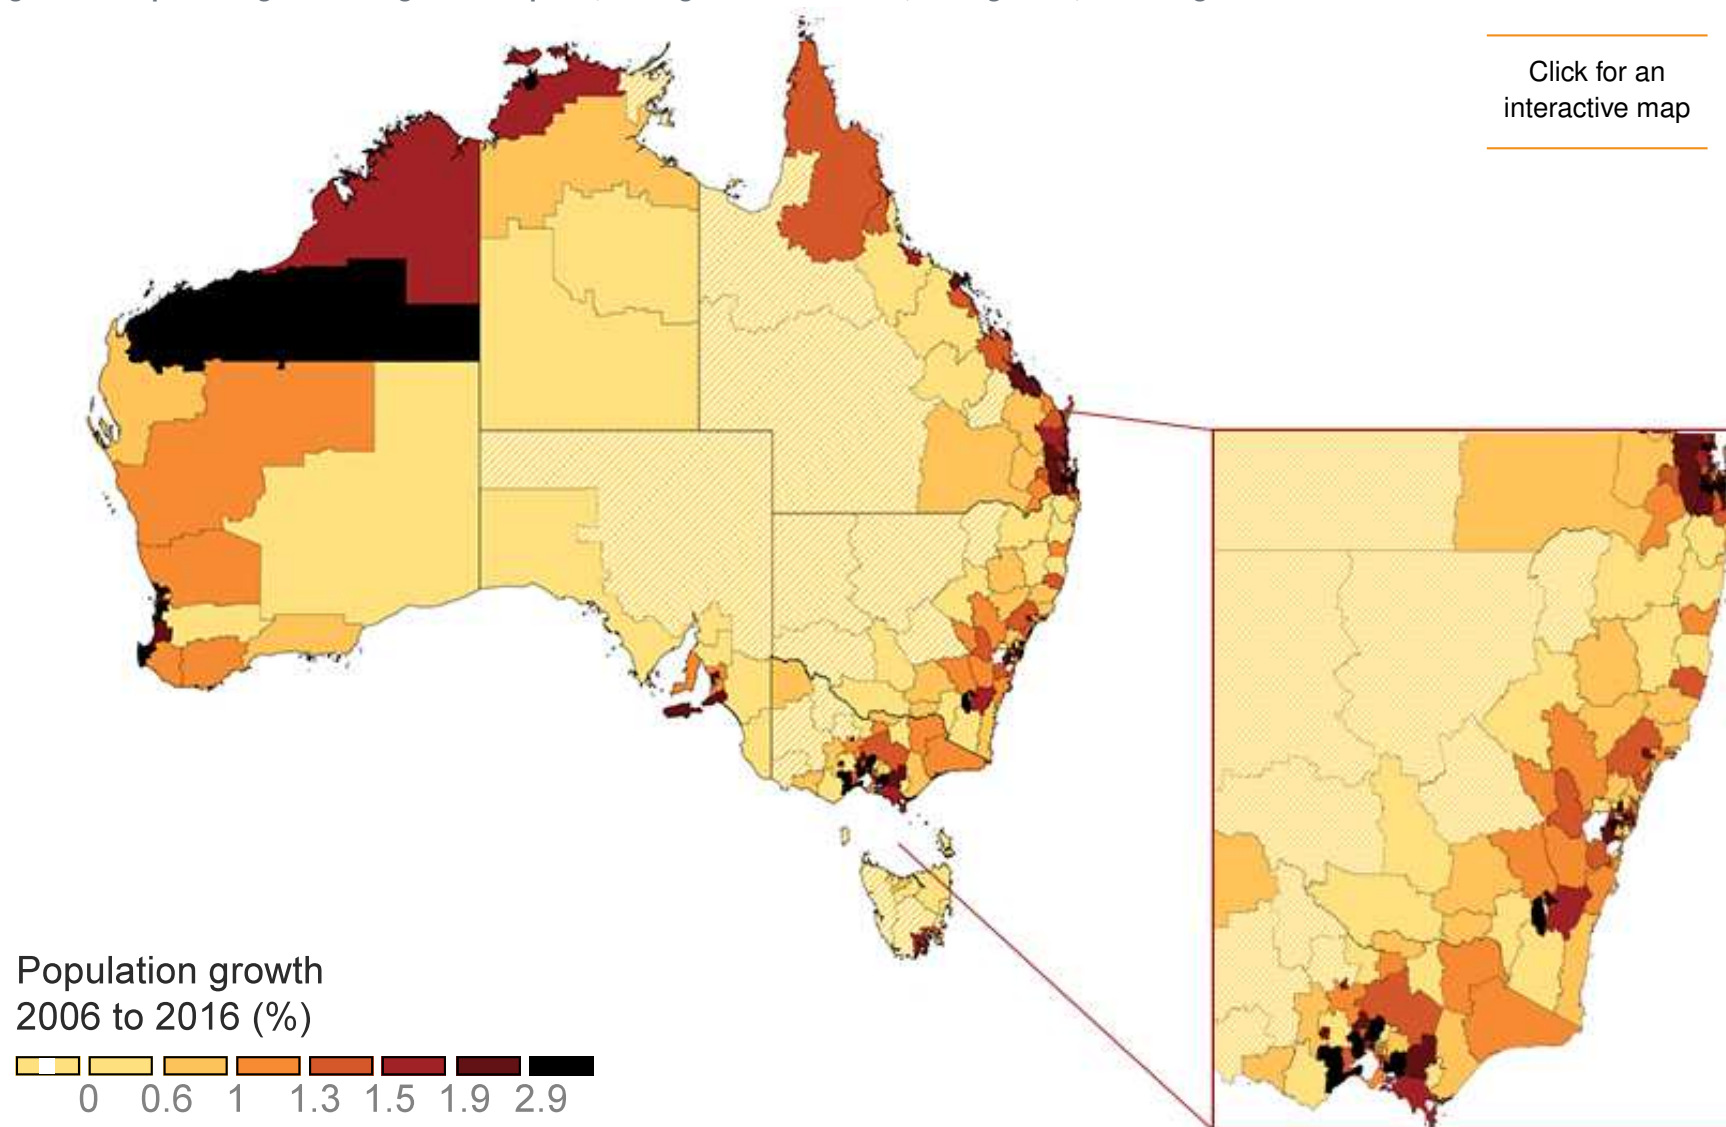 Click for an
interactive map
Population growth
2006 to 2016 (%)
0 0.6 1 1.3 1.5 1.9 2.9